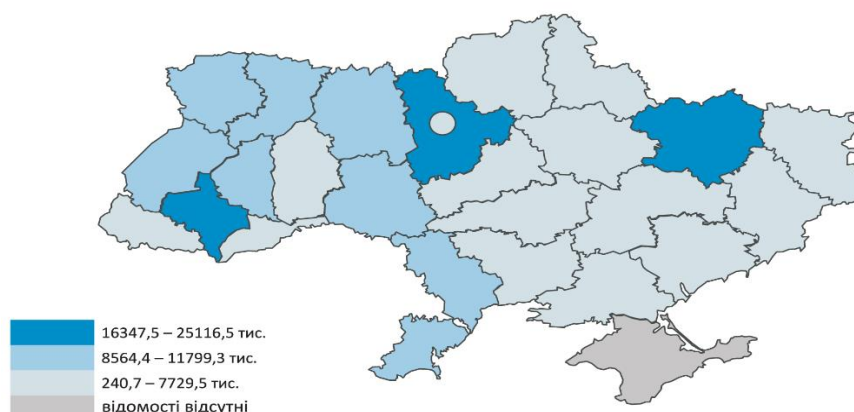 16347,5 – 25116,5 тис.
8564,4 – 11799,3 тис.
240,7 – 7729,5 тис.
відомості відсутні